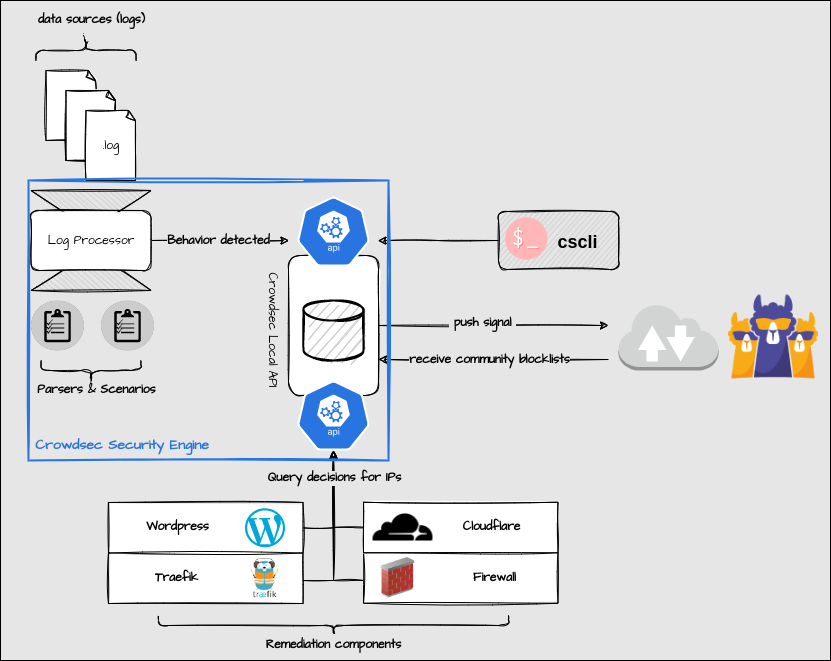 data sources (logs)
.log
Log Processor
Behavior detected
api
$_
cscli
Crowdsec Local API
push signal
receive community blocklists
Parsers & Scenarios
api
Crowdsec Security Engine
Query decisions for IPs
Wordpress
Cloudflare
Traefik
træfik
Firewall
Remediation components